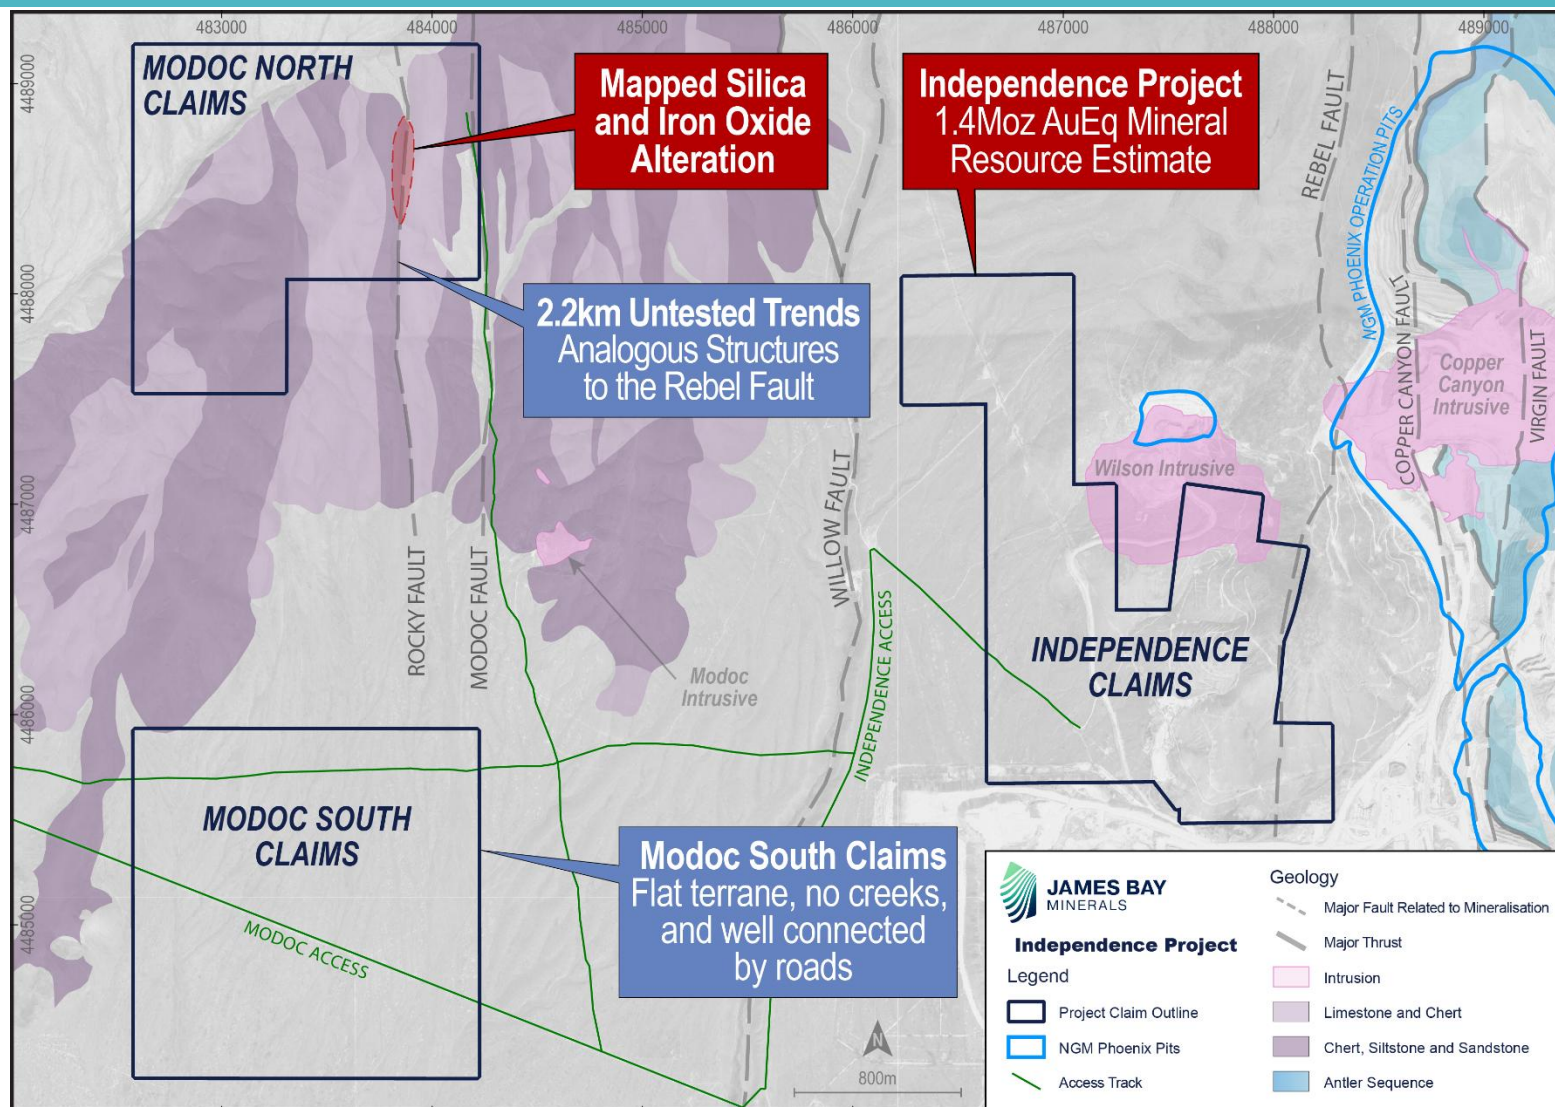 483000
484000
485000
486000
487000
488000
489000
4489000
4488000
4487000
4486000
4485000
MODOC NORTH
CLAIMS
Mapped Silica
and Iron Oxide
Alteration
Independence Project
1.4Moz AuEq Mineral
Resource Estimate
REBEL FAULT
NGM PHOENIX OPERATION PITS
2.2km Untested Trends
Analogous Structures
to the Rebel Fault
COPPER CANYON FAULT
Copper
Canyon
Intrusive
VIRGIN FAULT
Wilson Intrusive
WILLOW FAULT
ROCKY FAULT
MODOC FAULT
Modoc
Intrusive
INDEPENDENCE ACCESS
INDEPENDENCE
CLAIMS
MODOC SOUTH
CLAIMS
Modoc South Claims
Flat terrane, no creeks,
and well connected
by roads
MODOC ACCESS
N
800m
JAMES BAY
MINERALS
Independence Project
Legend
Project Claim Outline
NGM Phoenix Pits
Access Track
Geology
Major Fault Related to Mineralisation
Major Thrust
Intrusion
Limestone and Chert
Chert, Siltstone and Sandstone
Antler Sequence